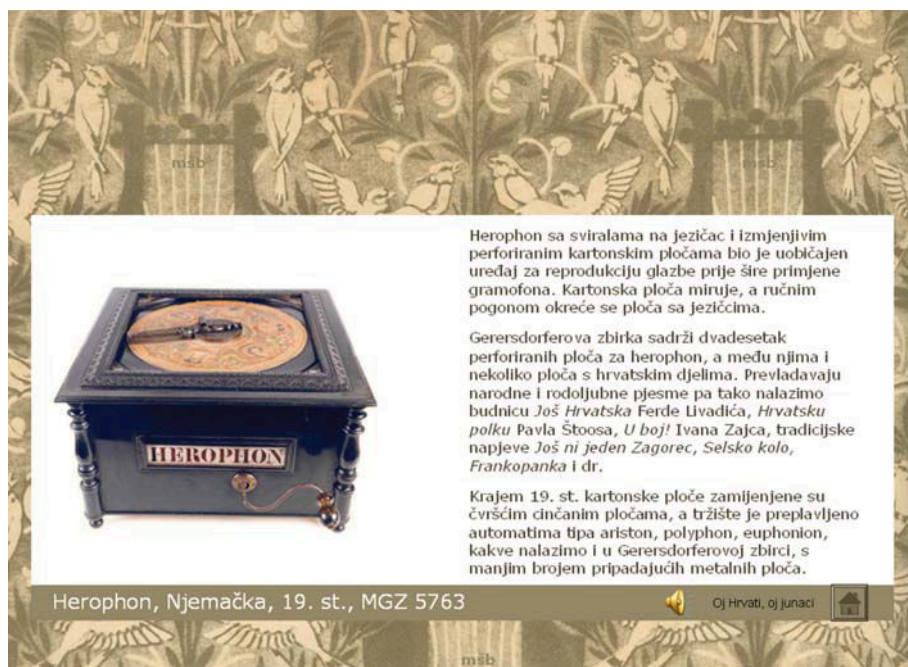 msb
msb
Herophon sa sviralama na jezičac i izmjenjivim
perforiranim kartonskim pločama bio je uobičajen
uređaj za reprodukciju glazbe prije šire primjene
gramofona. Kartonska ploča miruje, a ručnim
pogonom okreće se ploča sa jezičcima.
Gerersdorferova zbirka sadrži dvadesetak
perforiranih ploča za herophon, a među njima i
nekoliko ploča s hrvatskim djelima. Prevladavaju
narodne i rodoljubne pjesme pa tako nalazimo
budnicu Još Hrvatska Ferde Livadića, Hrvatsku
polku Pavla Štoosa, U boj! Ivana Zajca, tradicijske
napjeve Još ni jeden Zagorec, Selsko kolo,
Frankopanka i dr.
Krajem 19. st. kartonske ploče zamijenjene su
čvršćim cinčanim pločama, a tržište je preplavljeno
automatima tipa ariston, polyphon, euphonion,
kakve nalazimo i u Gerersdorferovoj zbirci, s
manjim brojem pripadajućih metalnih ploča.
HEROPHON
Herophon, Njemačka, 19. st., MGZ 5763
Oj Hrvati, oj junaci
msb